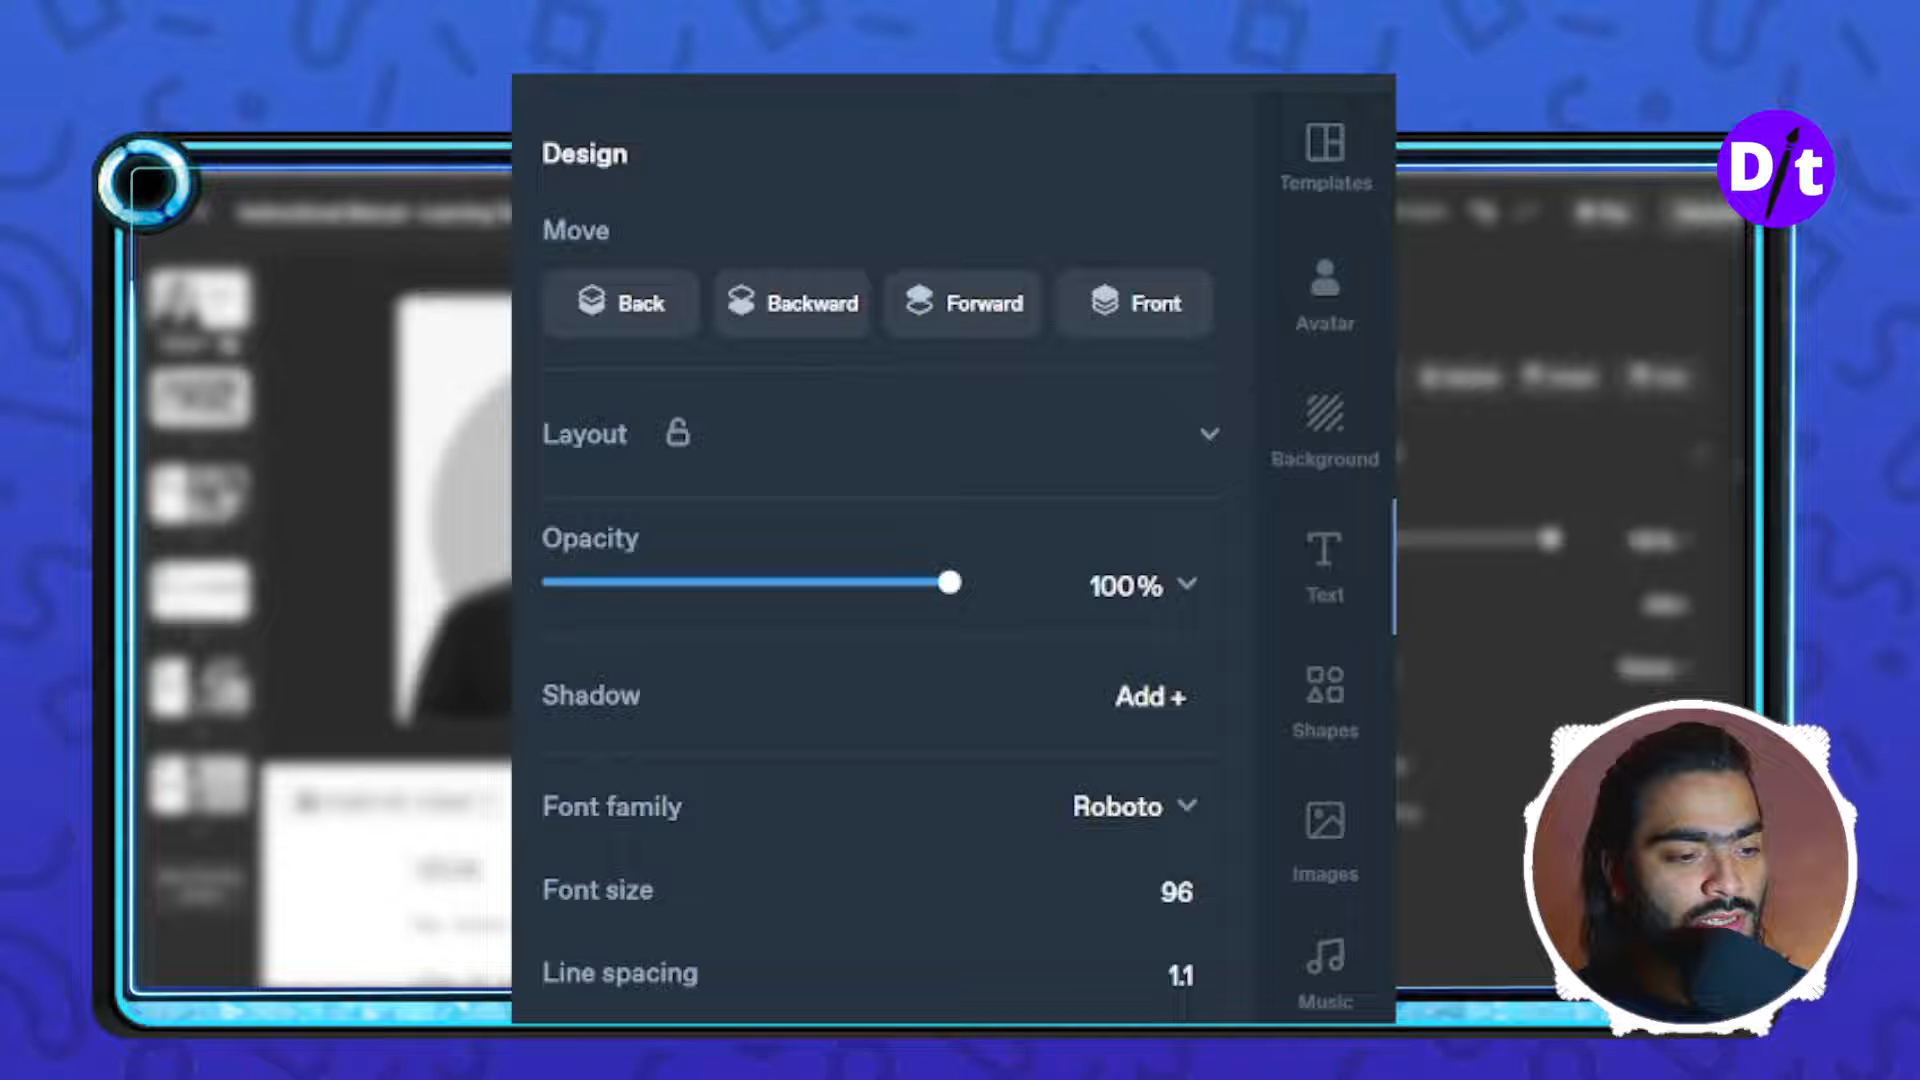 Design
Move
Back
Backward
Forward
Front
Layout
Opacity
100%
Shadow
Add +
Font family
Roboto
Font size
96
Line spacing
1.1
Templates
Avatar
Background
Text
Shapes
Images
Music
D/t